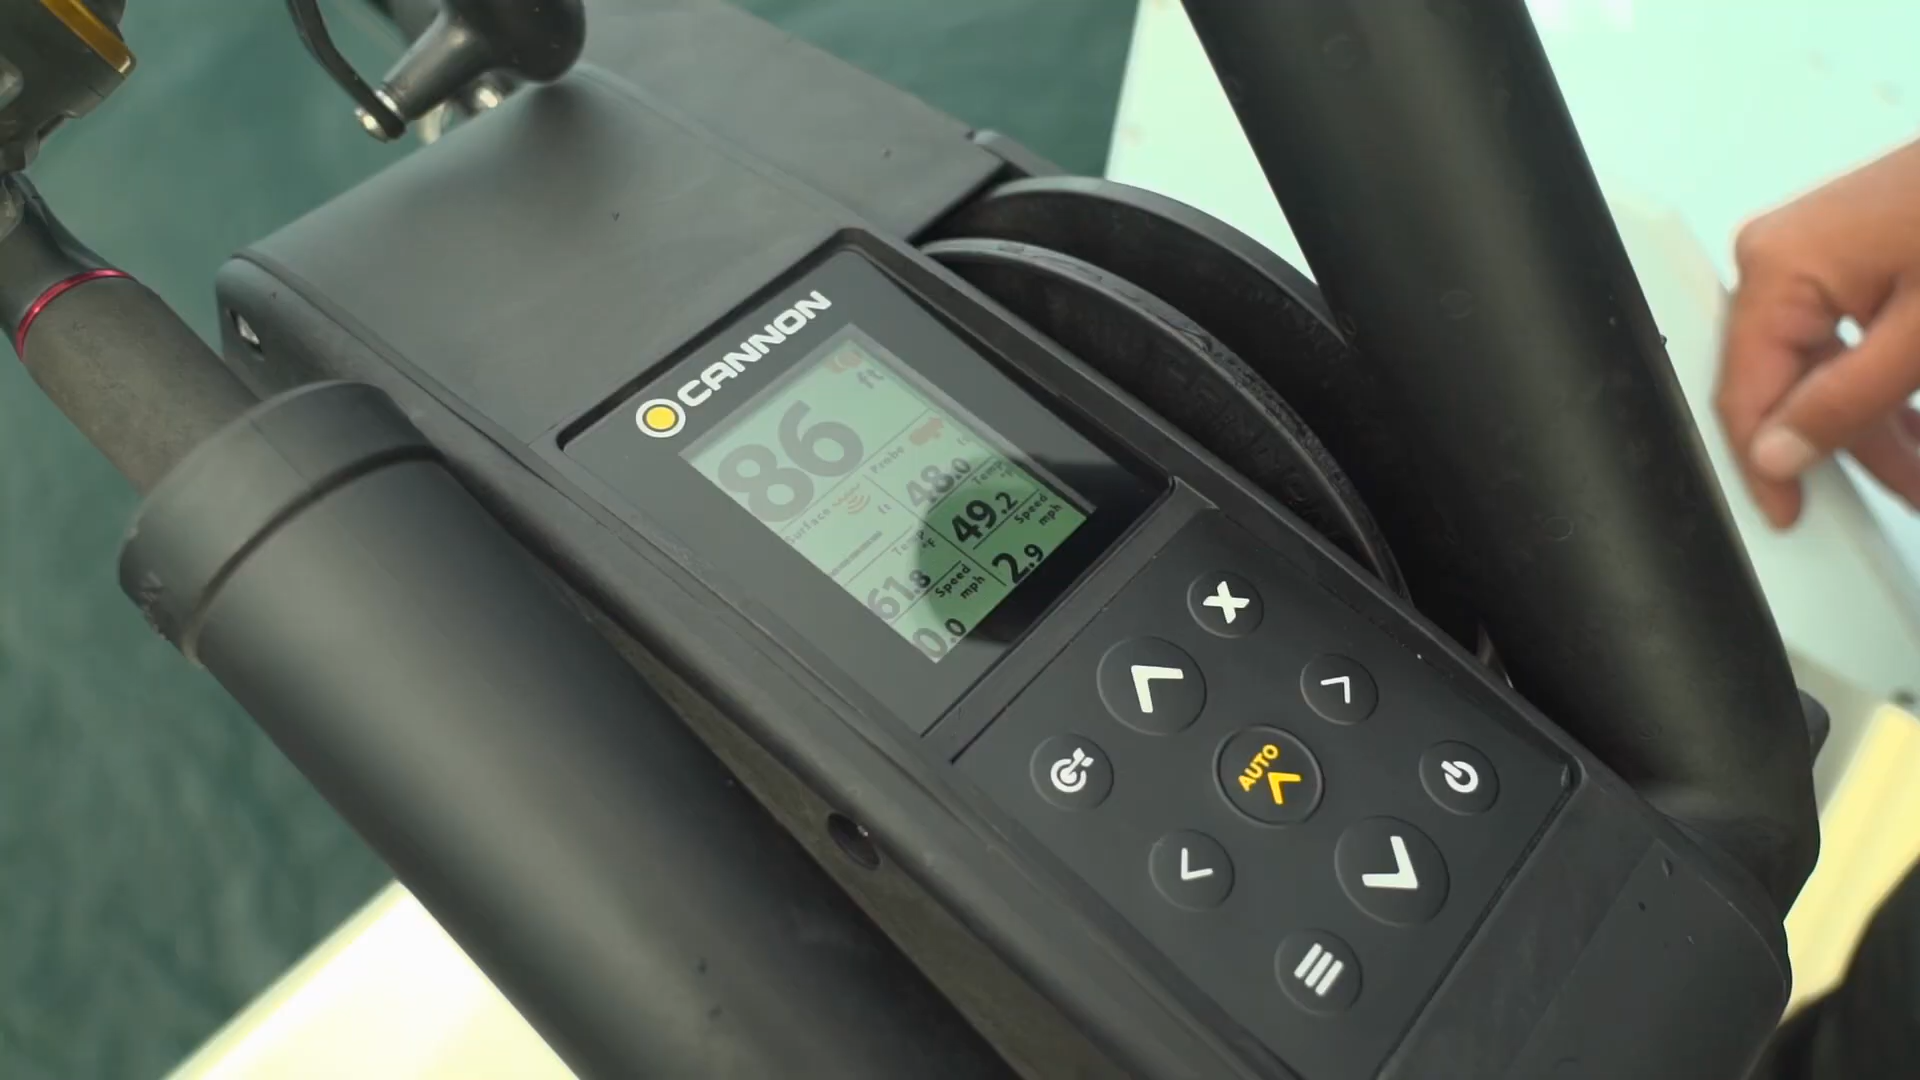 CANNON
86 ft
Surface
Probe
ft
48.0
Temp °F
61.8
Temp °F
49.2
Speed mph
0.0
Speed mph
2.9
AUTO